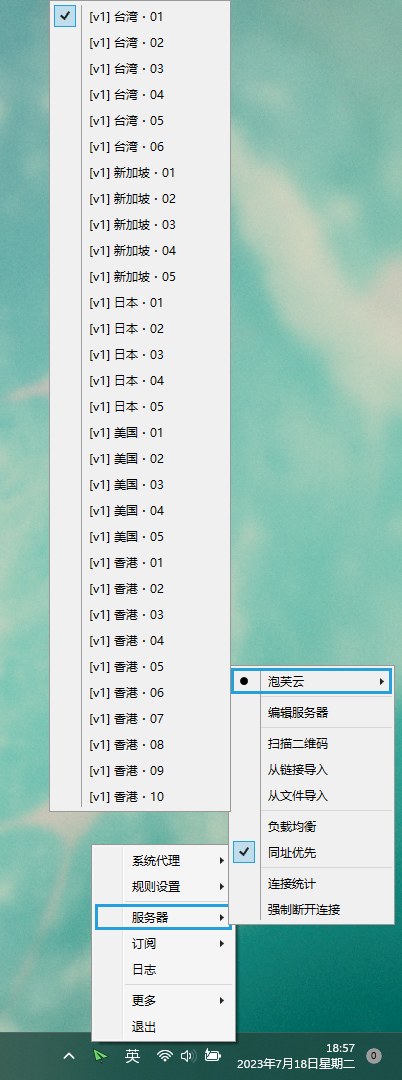 [v1] 台湾・01
[v1] 台湾・02
[v1] 台湾・03
[v1] 台湾・04
[v1] 台湾・05
[v1] 台湾・06
[v1] 新加坡・01
[v1] 新加坡・02
[v1] 新加坡・03
[v1] 新加坡・04
[v1] 新加坡・05
[v1] 日本・01
[v1] 日本・02
[v1] 日本・03
[v1] 日本・04
[v1] 日本・05
[v1] 美国・01
[v1] 美国・02
[v1] 美国・03
[v1] 美国・04
[v1] 美国・05
[v1] 香港・01
[v1] 香港・02
[v1] 香港・03
[v1] 香港・04
[v1] 香港・05
[v1] 香港・06
[v1] 香港・07
[v1] 香港・08
[v1] 香港・09
[v1] 香港・10
泡芙云
编辑服务器
扫描二维码
从链接导入
从文件导入
负载均衡
同址优先
连接统计
强制断开连接
系统代理
规则设置
服务器
订阅
日志
更多
退出
英
18:57
2023年7月18日星期二
0